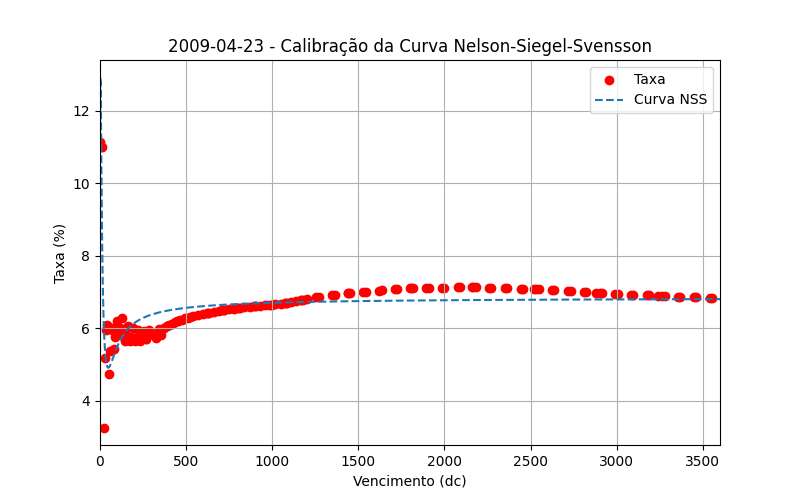 2009-04-23 - Calibração da Curva Nelson-Siegel-Svensson
Taxa
Curva NSS
12
10
8
6
4
Taxa (%)
0 500 1000 1500 2000 2500 3000 3500
Vencimento (dc)